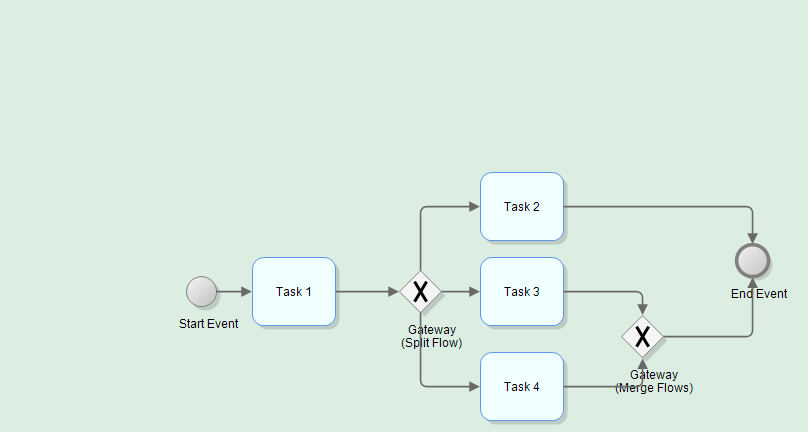 Task 2
Task 1
Task 3
Start Event
End Event
Gateway
(Split Flow)
Task 4
Gateway
(Merge Flows)